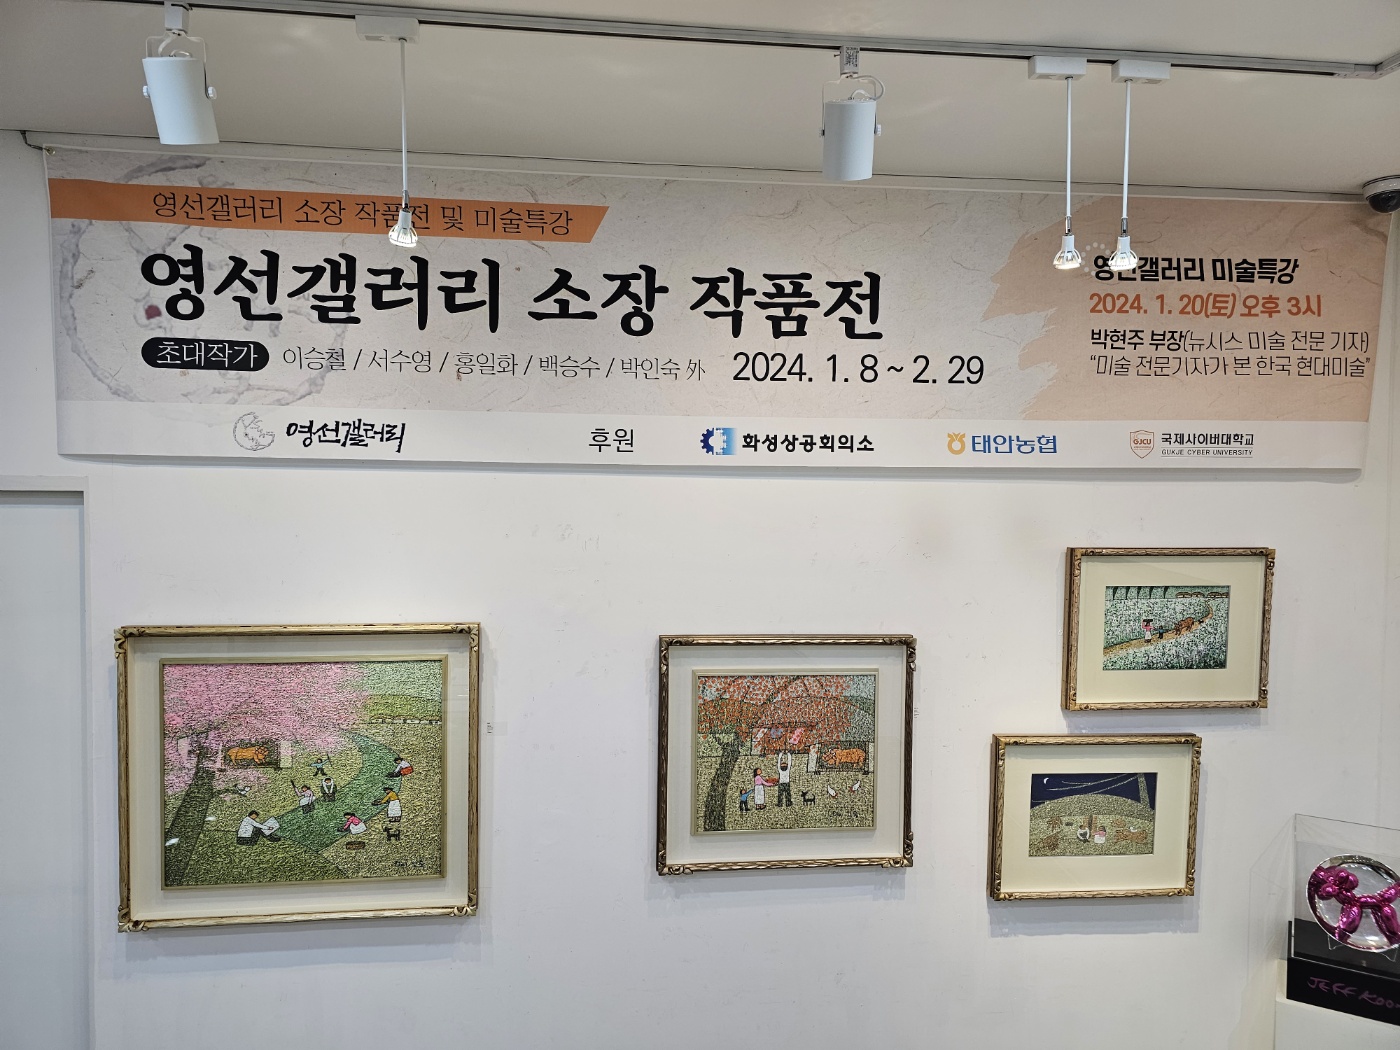 영선갤러리 소장 작품전 및 미술특강
영선갤러리 소장 작품전
초대작가 이승철 / 서수영 / 홍일화 / 백승수 / 박인숙 外 2024. 1. 8 ~ 2. 29
영선갤러리 미술특강
2024. 1. 20(토) 오후 3시
박현주 부장(뉴시스 미술 전문 기자)
“미술 전문기자가 본 한국 현대미술”
영선갤러리 후원 화성상공회의소 태안농협 GJCU 국제사이버대학교
GUKJE CYBER UNIVERSITY
JEFF KOO